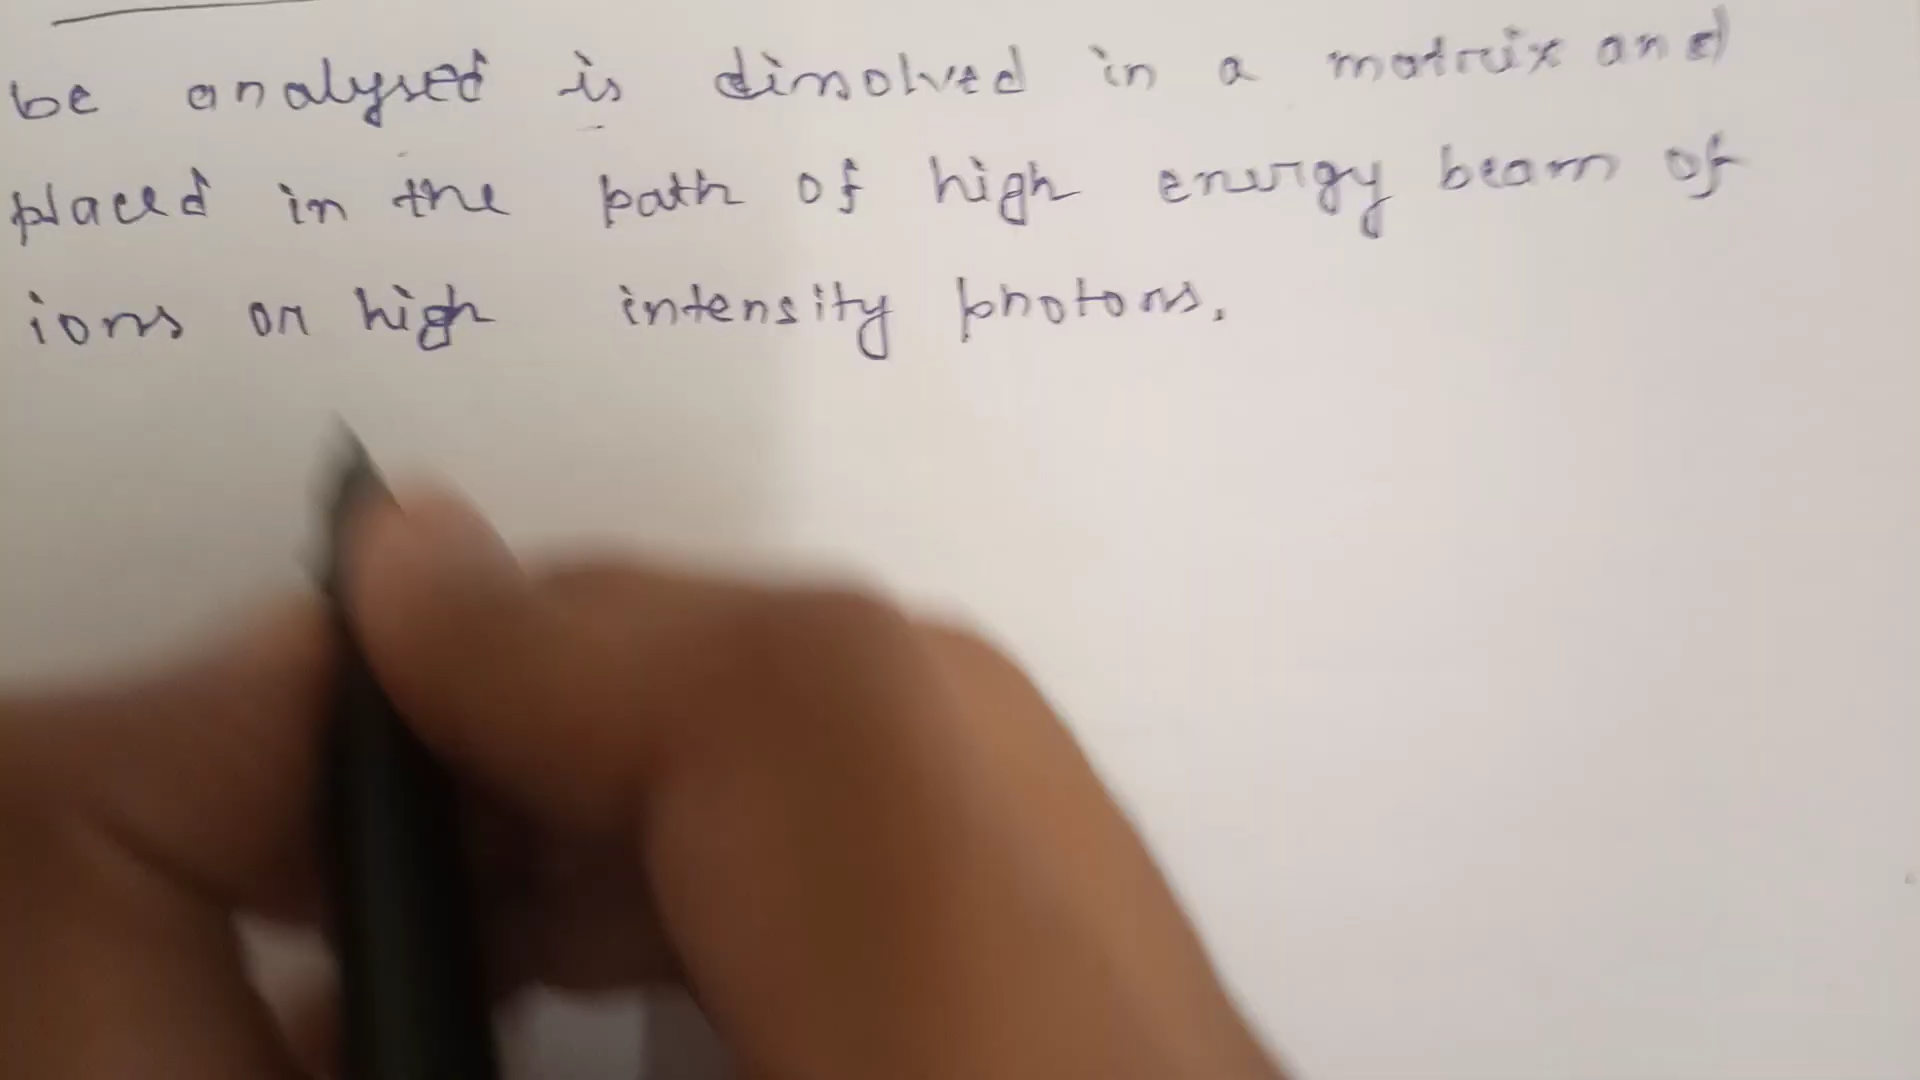 be analysed is dissolved in a matrix and
placed in the path of high energy beam of
ions or high intensity photons.